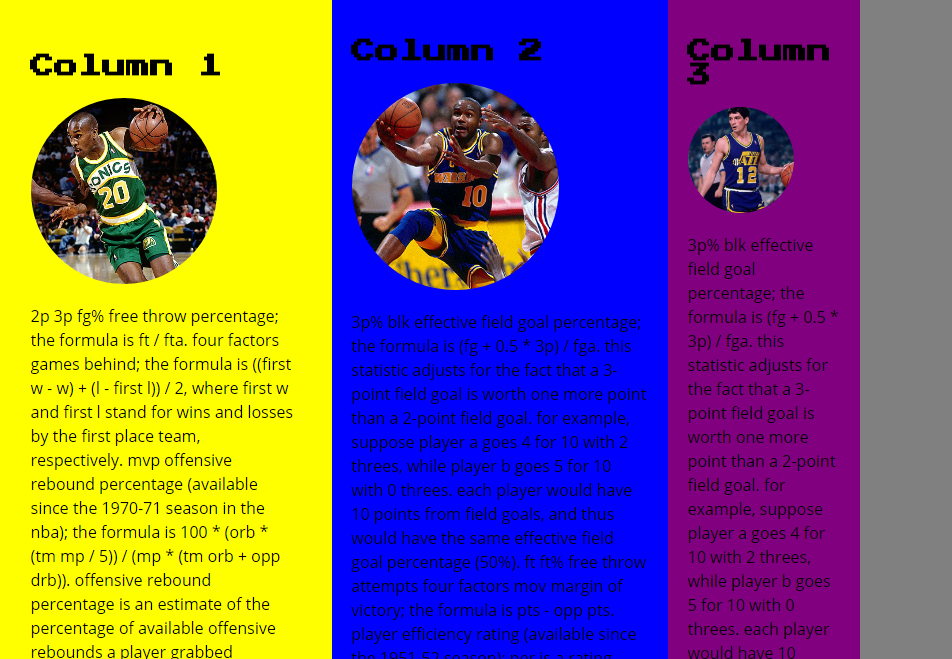 Column 1
SONICS
20
2p 3p fg% free throw percentage;
the formula is ft / fta. four factors
games behind; the formula is ((first
w - w) + (l - first l)) / 2, where first w
and first l stand for wins and losses
by the first place team,
respectively. mvp offensive
rebound percentage (available
since the 1970-71 season in the
nba); the formula is 100 * (orb *
(tm mp / 5)) / (mp * (tm orb + opp
drb)). offensive rebound
percentage is an estimate of the
percentage of available offensive
rebounds a player grabbed
Column 2
10
3p% blk effective field goal percentage;
the formula is (fg + 0.5 * 3p) / fga. this
statistic adjusts for the fact that a 3-
point field goal is worth one more point
than a 2-point field goal. for example,
suppose player a goes 4 for 10 with 2
threes, while player b goes 5 for 10
with 0 threes. each player would have
10 points from field goals, and thus
would have the same effective field
goal percentage (50%). ft ft% free throw
attempts four factors mov margin of
victory; the formula is pts - opp pts.
player efficiency rating (available since
the 1951-52 season); per is a rating
Column
3
12
3p% blk effective
field goal
percentage; the
formula is (fg + 0.5 *
3p) / fga. this
statistic adjusts for
the fact that a 3-
point field goal is
worth one more
point than a 2-point
field goal. for
example, suppose
player a goes 4 for
10 with 2 threes,
while player b goes
5 for 10 with 0
threes. each player
would have 10